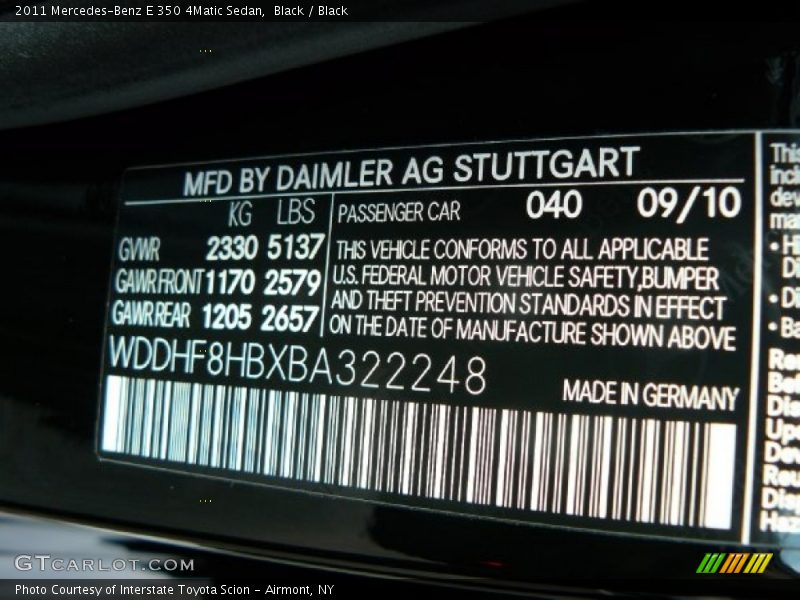 2011 Mercedes-Benz E 350 4Matic Sedan, Black / Black
MFD BY DAIMLER AG STUTTGART
KG LBS
GVWR 2330 5137
GAWR FRONT 1170 2579
GAWR REAR 1205 2657
PASSENGER CAR 040 09/10
THIS VEHICLE CONFORMS TO ALL APPLICABLE
U.S. FEDERAL MOTOR VEHICLE SAFETY,BUMPER
AND THEFT PREVENTION STANDARDS IN EFFECT
ON THE DATE OF MANUFACTURE SHOWN ABOVE
WDDHF8HBXBA322248
MADE IN GERMANY
This
GTCARLOT.COM
Photo Courtesy of Interstate Toyota Scion - Airmont, NY